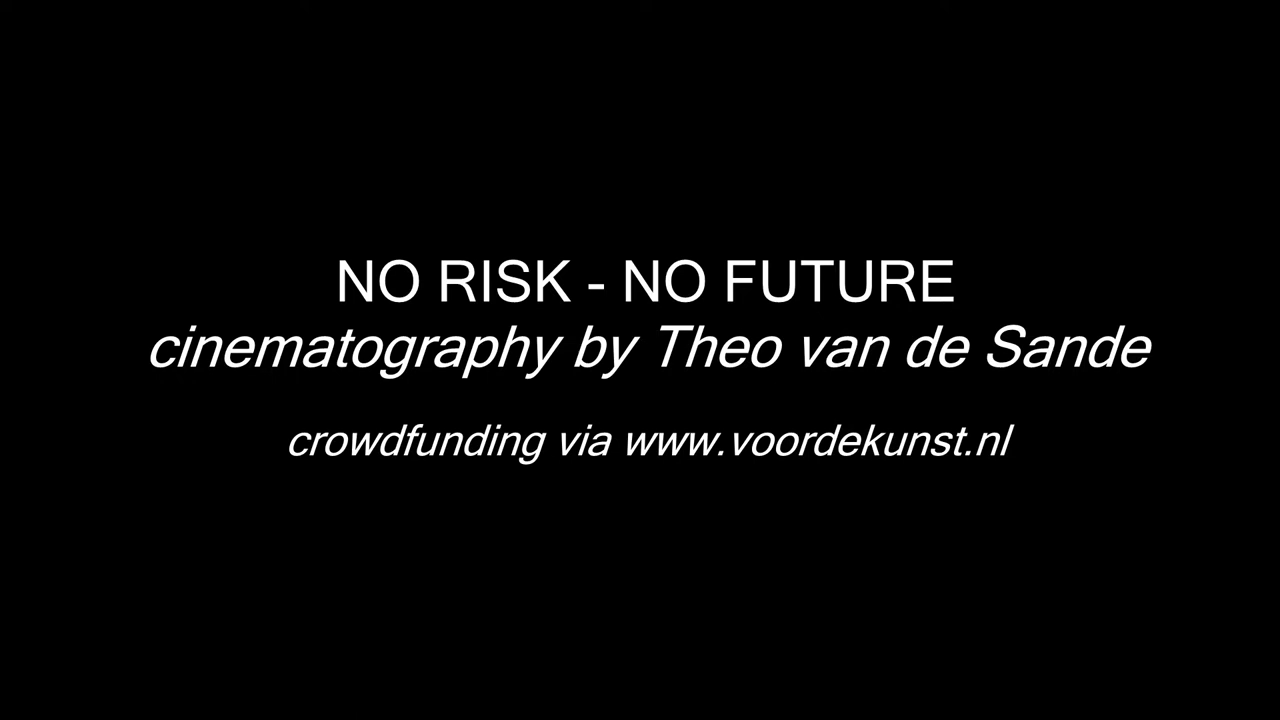 NO RISK - NO FUTURE
cinematography by Theo van de Sande
crowdfunding via www.voordekunst.nl